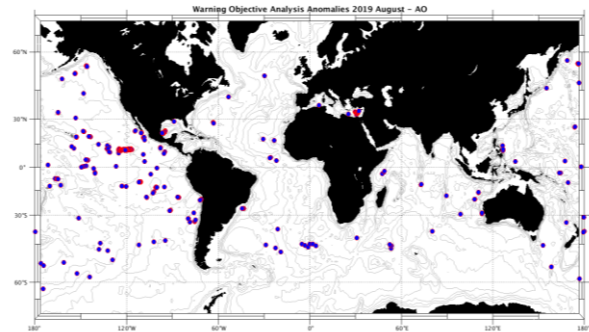 Warning Objective Analysis Anomalies 2019 August - AO
60°N
30°N
0°
30°S
60°S
180°W 120°W 60°W 0° 60°E 120°E 180°